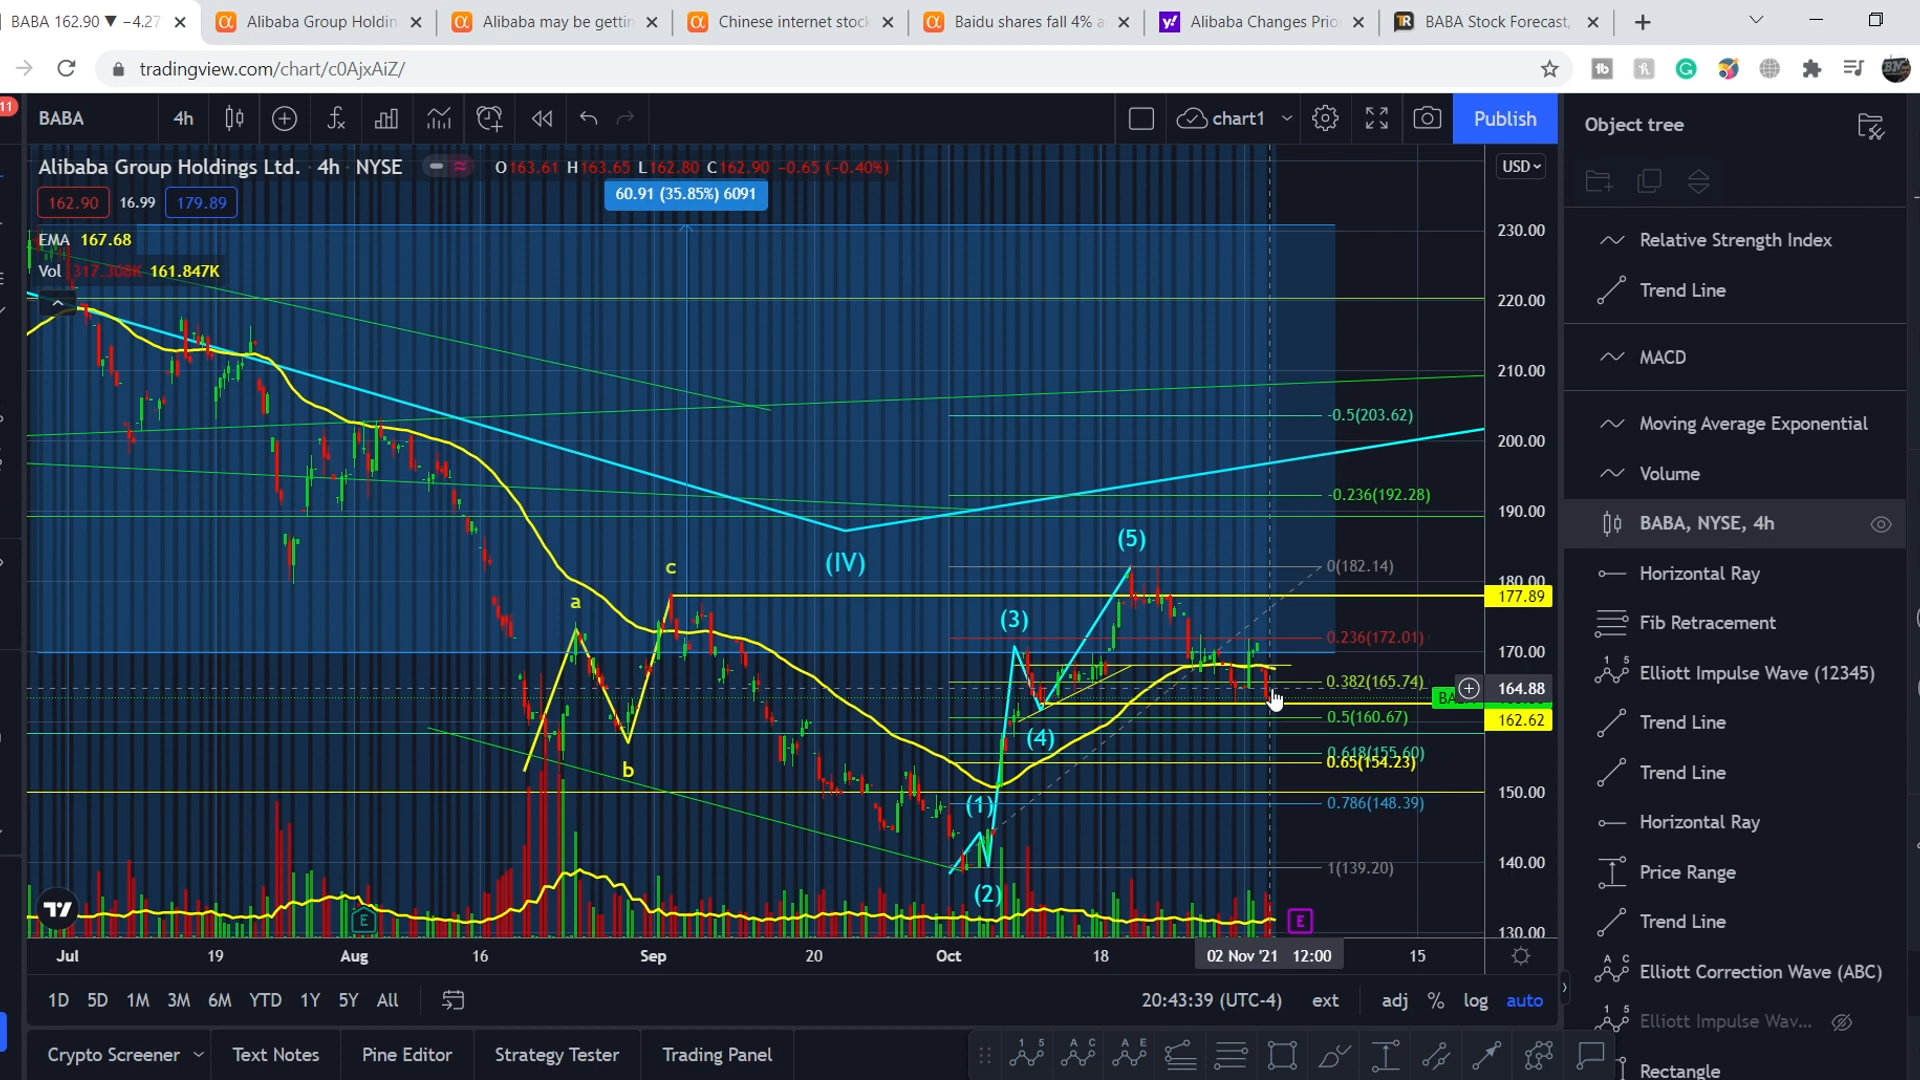 BABA 162.90 ▼ −4.27
Alibaba Group Holdin
Alibaba may be gettin
Chinese internet stock
Baidu shares fall 4% a
Alibaba Changes Prio
BABA Stock Forecast,
tradingview.com/chart/c0AjxAiZ/
11
BABA
4h
chart1
Publish
Object tree
Alibaba Group Holdings Ltd. 4h NYSE
O163.61 H163.65 L162.80 C162.90 -0.65 (-0.40%)
USD
162.90
16.99
179.89
60.91 (35.85%) 6091
EMA 167.68
Vol 317.308K 161.847K
230.00
220.00
210.00
200.00
190.00
180.00
177.89
170.00
164.88
162.62
150.00
140.00
130.00
-0.5(203.62)
-0.236(192.28)
0(182.14)
0.236(172.01)
0.382(165.74)
0.5(160.67)
0.618(155.60)
0.65(154.23)
0.786(148.39)
1(139.20)
(IV)
(5)
(3)
(4)
(1)
(2)
a
b
c
E
E
Jul
19
Aug
16
Sep
20
Oct
18
02 Nov '21 12:00
15
1D
5D
1M
3M
6M
YTD
1Y
5Y
All
20:43:39 (UTC-4)
ext
adj
%
log
auto
Crypto Screener
Text Notes
Pine Editor
Strategy Tester
Trading Panel
Relative Strength Index
Trend Line
MACD
Moving Average Exponential
Volume
BABA, NYSE, 4h
Horizontal Ray
Fib Retracement
Elliott Impulse Wave (12345)
Trend Line
Trend Line
Horizontal Ray
Price Range
Trend Line
Elliott Correction Wave (ABC)
Elliott Impulse Wav...
Rectangle